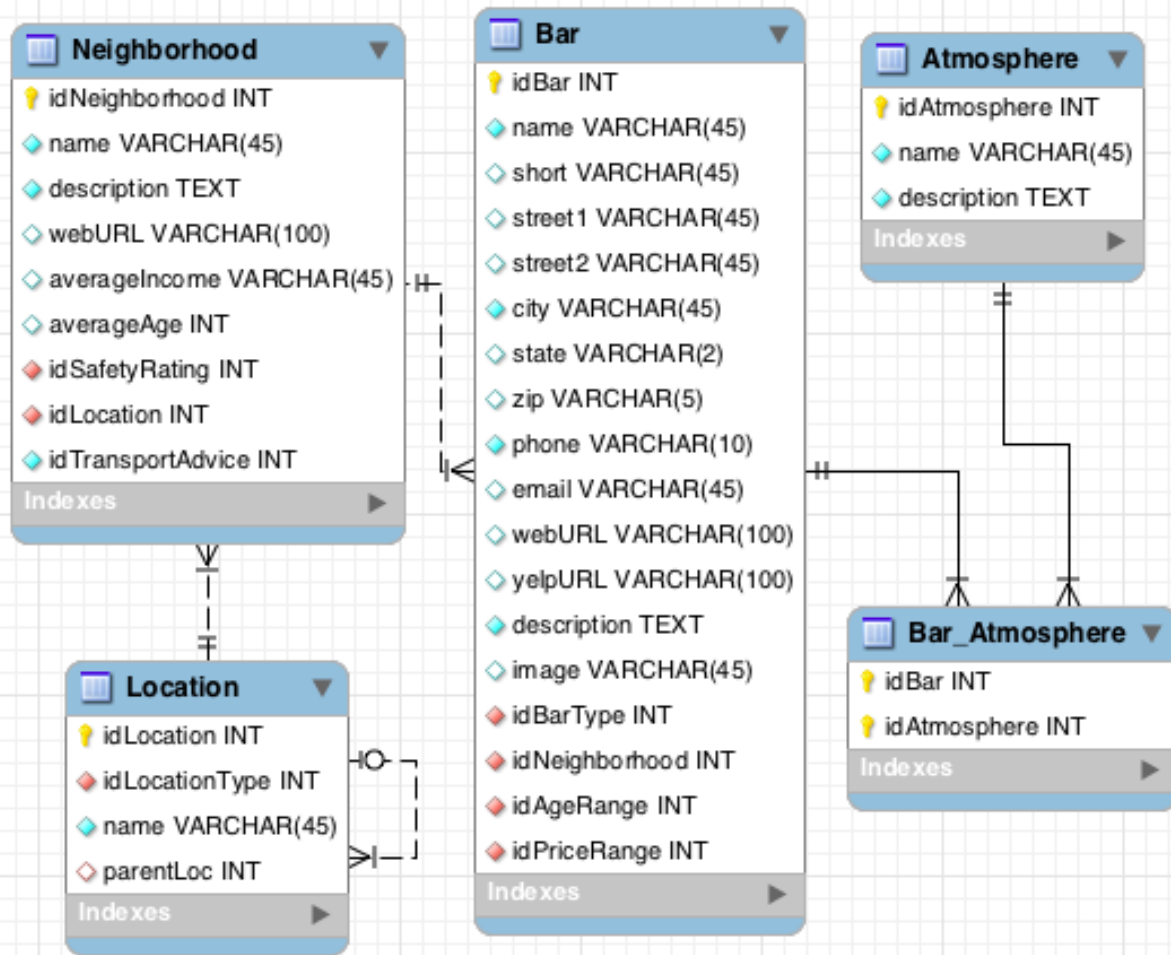 Neighborhood
idNeighborhood INT
name VARCHAR(45)
description TEXT
webURL VARCHAR(100)
averageIncome VARCHAR(45)
averageAge INT
idSafetyRating INT
idLocation INT
idTransportAdvice INT
Indexes
Bar
idBar INT
name VARCHAR(45)
short VARCHAR(45)
street1 VARCHAR(45)
street2 VARCHAR(45)
city VARCHAR(45)
state VARCHAR(2)
zip VARCHAR(5)
phone VARCHAR(10)
email VARCHAR(45)
webURL VARCHAR(100)
yelpURL VARCHAR(100)
description TEXT
image VARCHAR(45)
idBarType INT
idNeighborhood INT
idAgeRange INT
idPriceRange INT
Indexes
Atmosphere
idAtmosphere INT
name VARCHAR(45)
description TEXT
Indexes
Location
idLocation INT
idLocationType INT
name VARCHAR(45)
parentLoc INT
Indexes
Bar_Atmosphere
idBar INT
idAtmosphere INT
Indexes